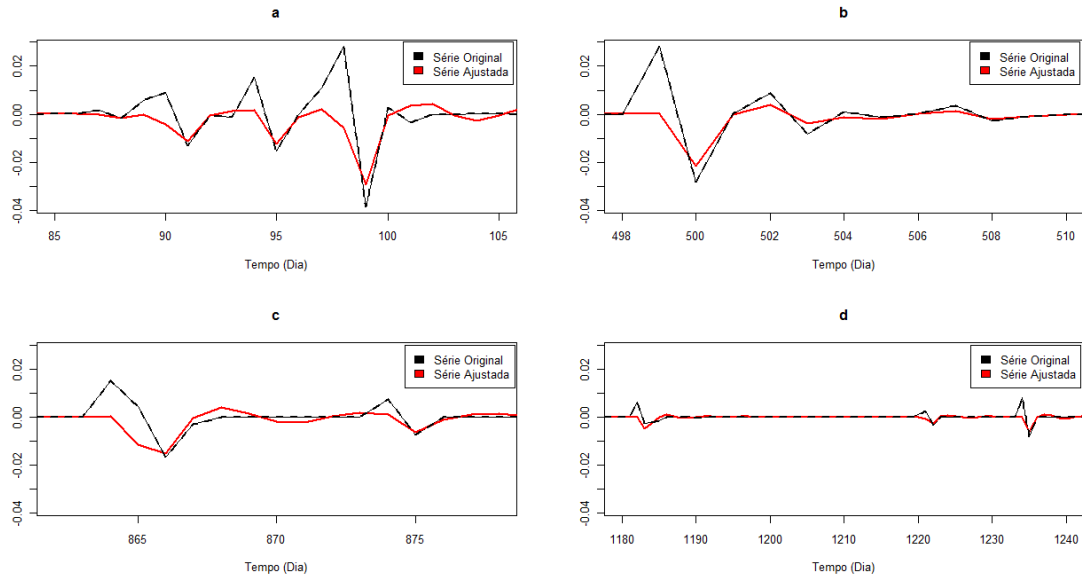 a
0.02
0.00
-0.02
-0.04
Série Original
Série Ajustada
85
90
95
100
105
Tempo (Dia)
b
0.02
0.00
-0.02
-0.04
Série Original
Série Ajustada
498
500
502
504
506
508
510
Tempo (Dia)
c
0.02
0.00
-0.02
-0.04
Série Original
Série Ajustada
865
870
875
Tempo (Dia)
d
0.02
0.00
-0.02
-0.04
Série Original
Série Ajustada
1180
1190
1200
1210
1220
1230
1240
Tempo (Dia)